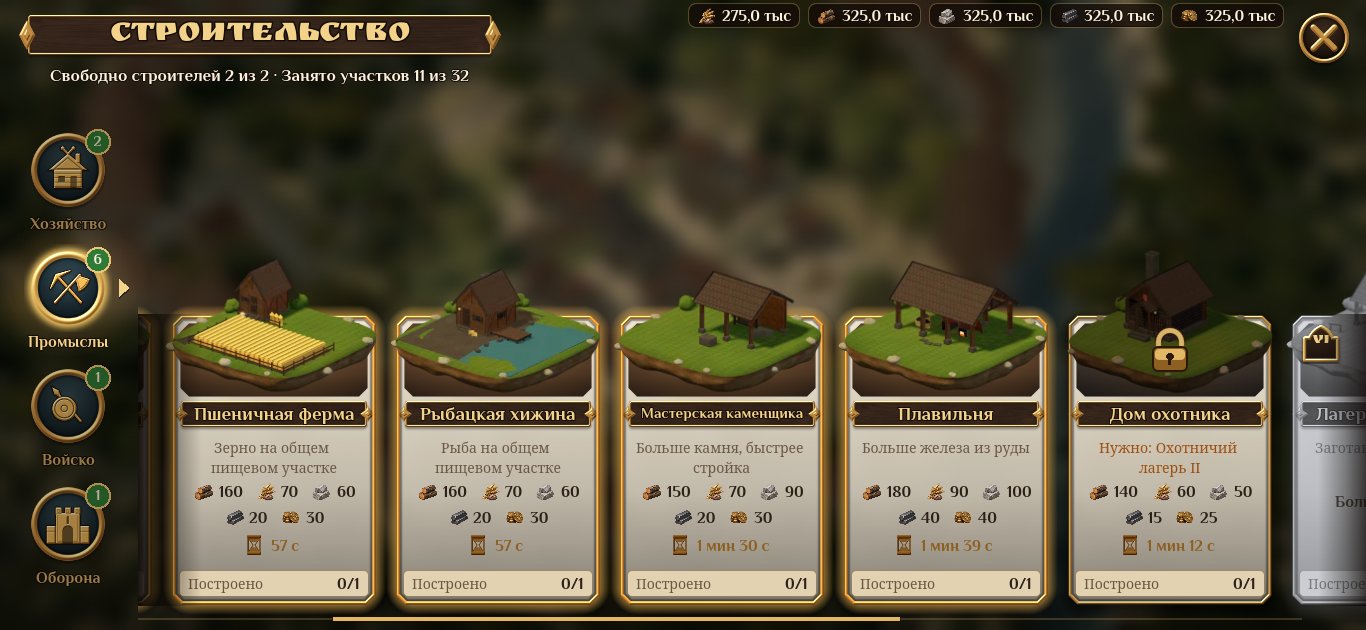 СТРОИТЕЛЬСТВО
275,0 тыс 325,0 тыс 325,0 тыс 325,0 тыс 325,0 тыс
Свободно строителей 2 из 2 · Занято участков 11 из 32
2
Хозяйство
6
Промыслы
1
Войско
1
Оборона
Пшеничная ферма
Зерно на общем
пищевом участке
160 70 60
20 30
57 с
Построено 0/1
Рыбацкая хижина
Рыба на общем
пищевом участке
160 70 60
20 30
57 с
Построено 0/1
Мастерская каменщика
Больше камня, быстрее
стройка
150 70 90
20 30
1 мин 30 с
Построено 0/1
Плавильня
Больше железа из руды
180 90 100
40 40
1 мин 39 с
Построено 0/1
Дом охотника
Нужно: Охотничий
лагерь II
140 60 50
15 25
1 мин 12 с
Построено 0/1
VI
Лагер
Загота
Боль
Построе